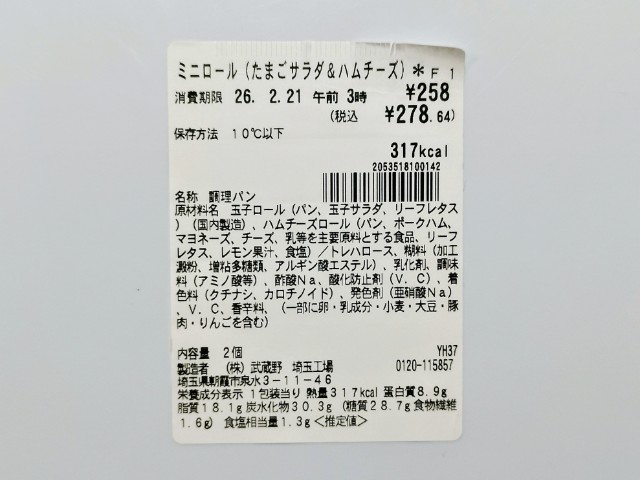 ミニロール(たまごサラダ&ハムチーズ)*F1
消費期限 26. 2.21 午前 3時 ¥258
(税込 ¥278.64)
保存方法 10℃以下
317kcal
2053518100142
名称 調理パン
原材料名 玉子ロール(パン、玉子サラダ、リーフレタス
)(国内製造)、ハムチーズロール(パン、ポークハム、
マヨネーズ、チーズ、乳等を主要原料とする食品、リーフ
レタス、レモン果汁、食塩)/トレハロース、糊料(加工
澱粉、増粘多糖類、アルギン酸エステル)、乳化剤、調味
料(アミノ酸等)、酢酸Na、酸化防止剤(V.C)、着
色料(クチナシ、カロチノイド)、発色剤(亜硝酸Na)
、V.C、香辛料、(一部に卵・乳成分・小麦・大豆・豚
肉・りんごを含む)
内容量 2個 YH37
製造者 (株)武蔵野 埼玉工場 0120-115857
埼玉県朝霞市泉水3-11-46
栄養成分表示 1包装当り 熱量317kcal 蛋白質8.9g
脂質18.1g炭水化物30.3g(糖質28.7g食物繊維
1.6g) 食塩相当量1.3g<推定値>